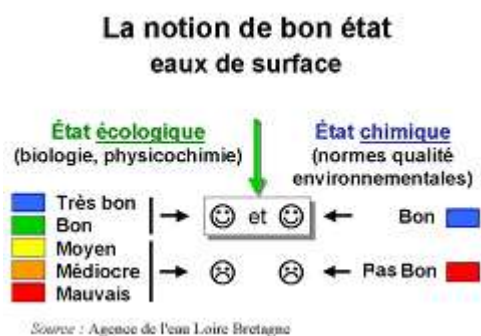 La notion de bon état
eaux de surface
État écologique
(biologie, physicochimie)
État chimique
(normes qualité
environnementales)
Très bon
Bon
Moyen
Médiocre
Mauvais
et
Bon
Pas Bon
Source : Agence de l'eau Loire Bretagne